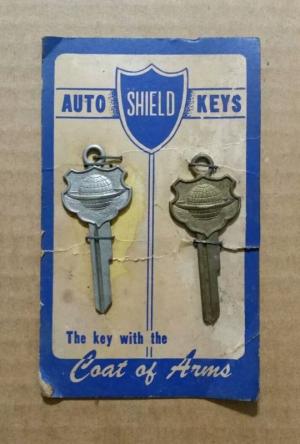 AUTO SHIELD KEYS
The key with the
Coat of Arms